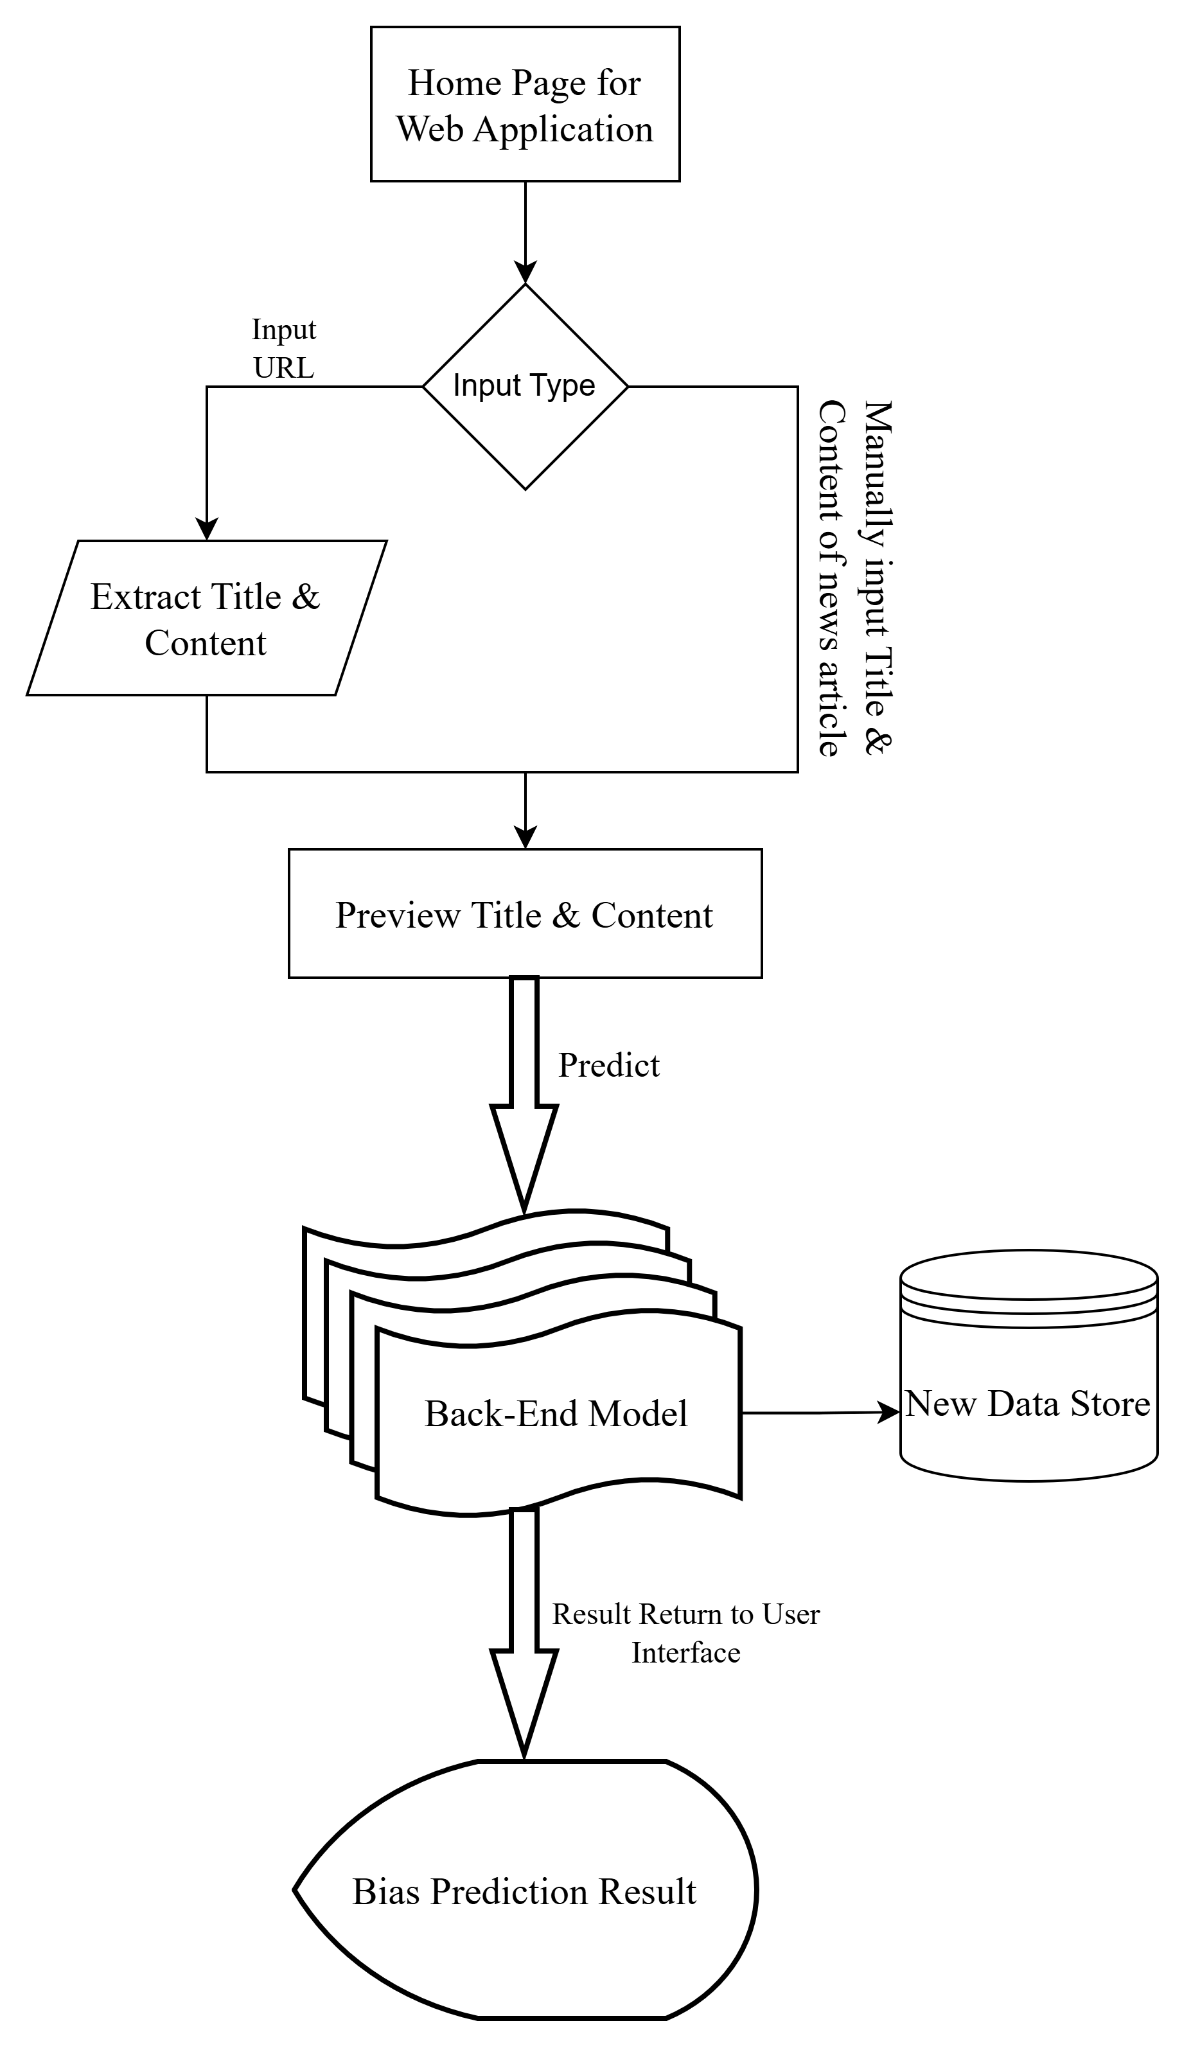 Home Page for
Web Application
Input
URL
Input Type
Manually input Title &
Content of news article
Extract Title &
Content
Preview Title & Content
Predict
Back-End Model
New Data Store
Result Return to User
Interface
Bias Prediction Result